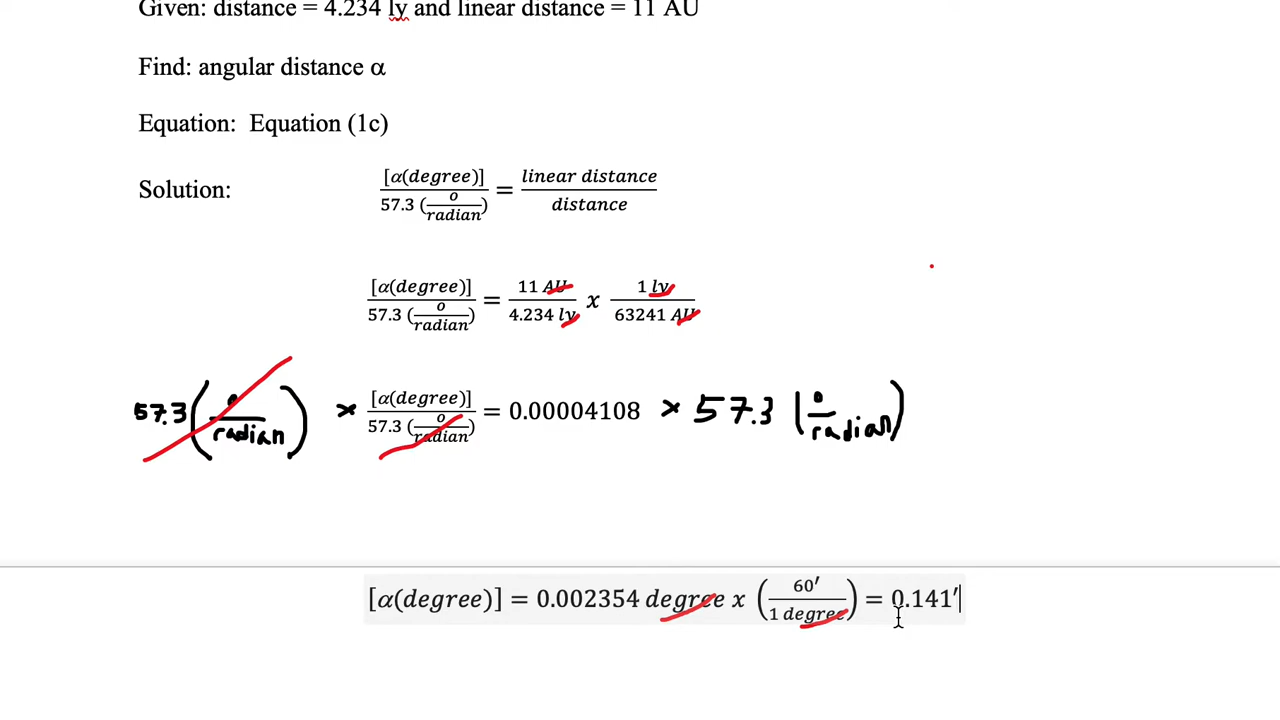 Given: distance = 4.234 ly and linear distance = 11 AU
Find: angular distance α
Equation: Equation (1c)
Solution: [α(degree)] / 57.3 (o/radian) = linear distance / distance
[α(degree)] / 57.3 (o/radian) = 11 AU / 4.234 ly x 1 ly / 63241 AU
57.3 (o/radian) × [α(degree)] / 57.3 (o/radian) = 0.00004108 × 57.3 (o/radian)
[α(degree)] = 0.002354 degree x (60′ / 1 degree) = 0.141′